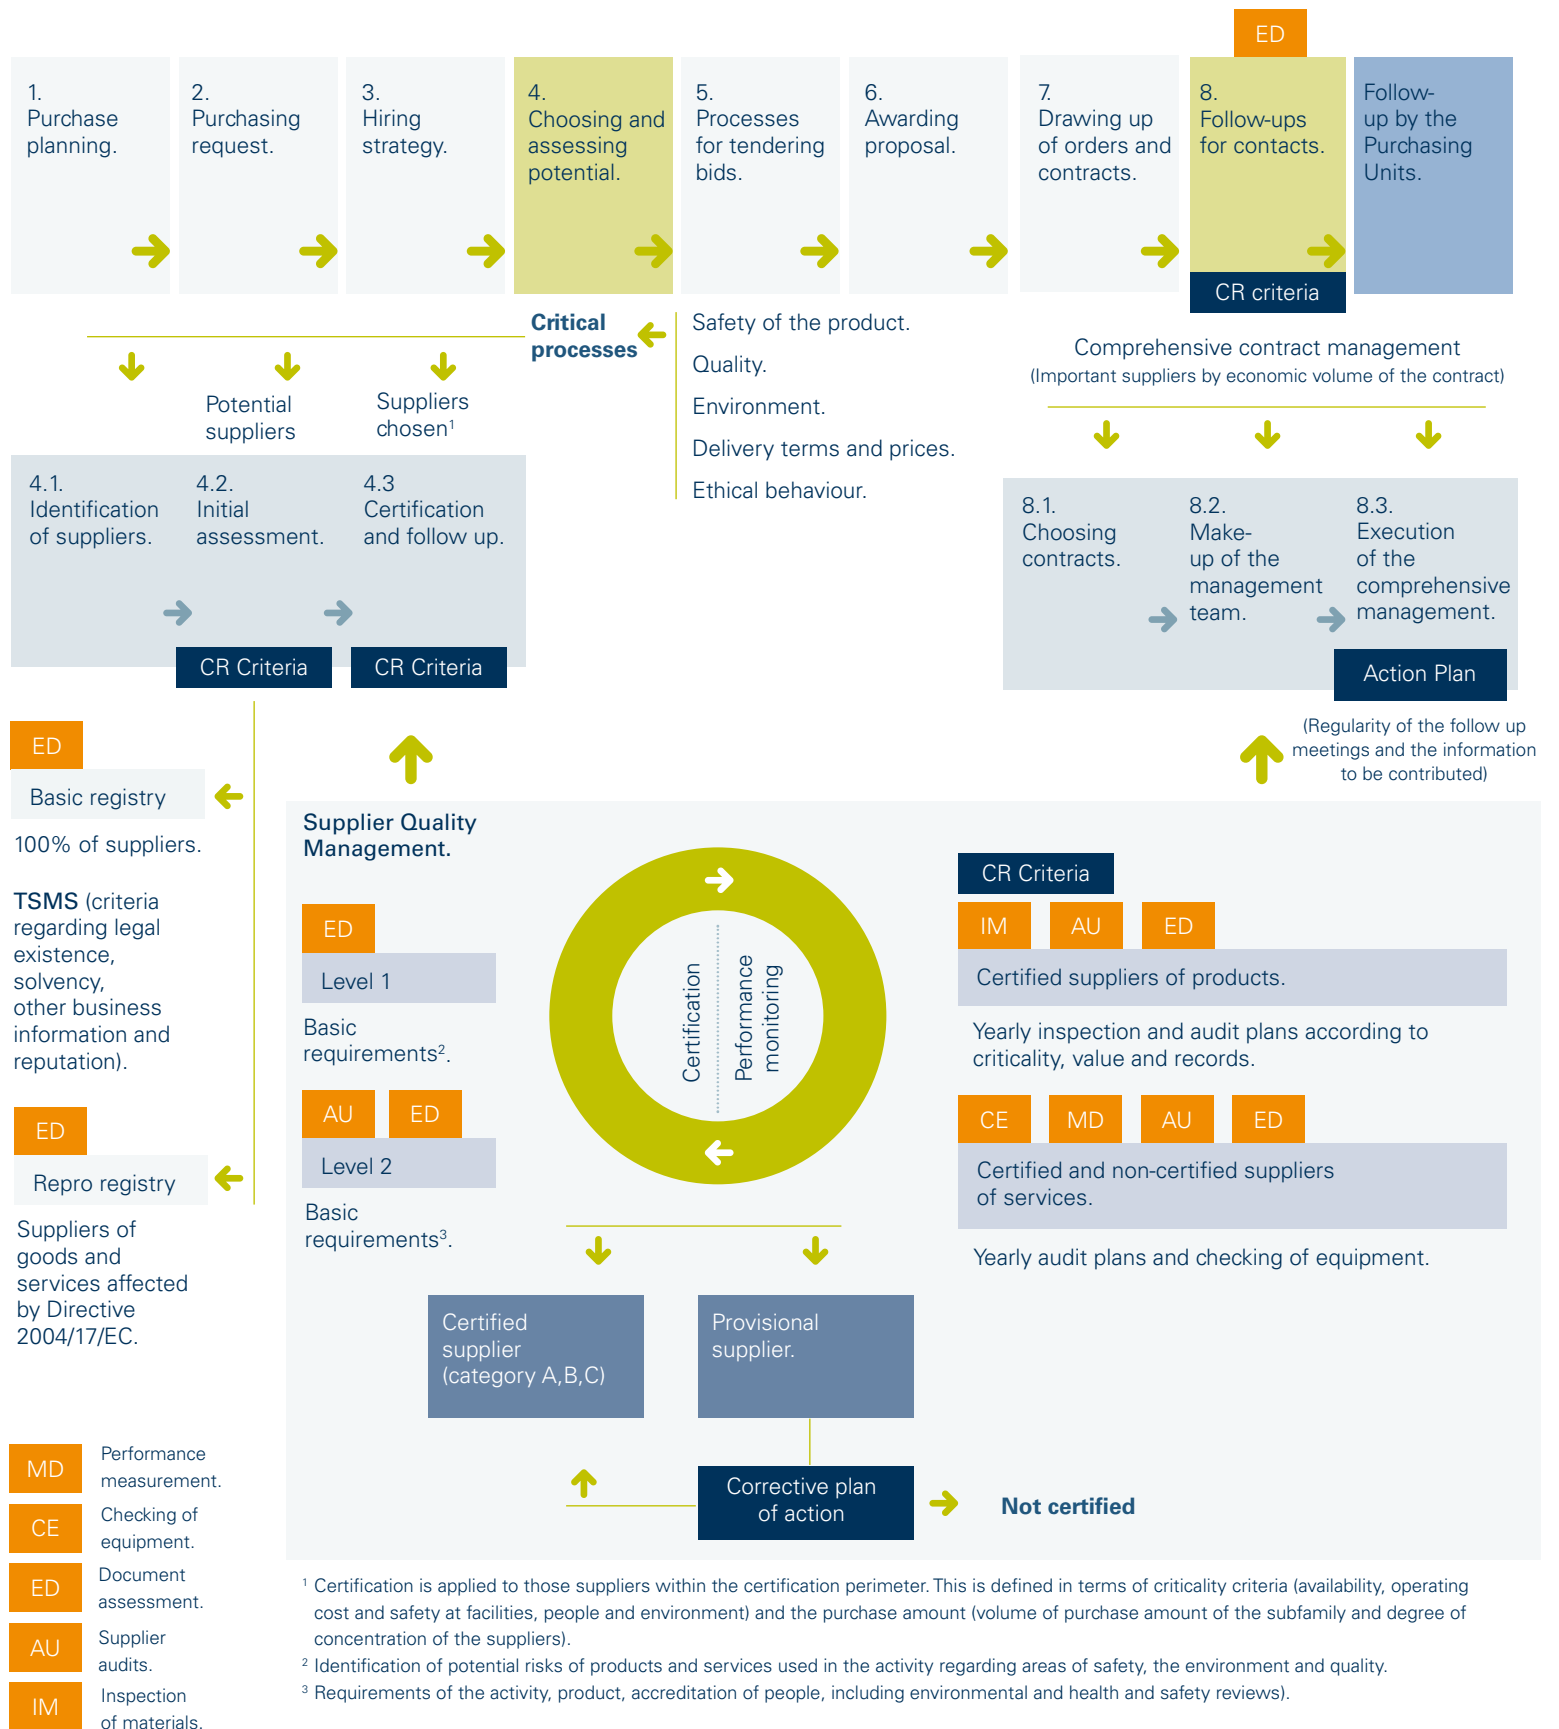 ED
1.
Purchase
planning.
2.
Purchasing
request.
3.
Hiring
strategy.
4.
Choosing and
assessing
potential.
5.
Processes
for tendering
bids.
6.
Awarding
proposal.
7.
Drawing up
of orders and
contracts.
8.
Follow-ups
for contacts.
CR criteria
Follow-
up by the
Purchasing
Units.
Critical
processes
Safety of the product.
Quality.
Environment.
Delivery terms and prices.
Ethical behaviour.
Potential
suppliers
Suppliers
chosen¹
4.1.
Identification
of suppliers.
4.2.
Initial
assessment.
CR Criteria
4.3
Certification
and follow up.
CR Criteria
Comprehensive contract management
(Important suppliers by economic volume of the contract)
8.1.
Choosing
contracts.
8.2.
Make-
up of the
management
team.
8.3.
Execution
of the
comprehensive
management.
Action Plan
(Regularity of the follow up
meetings and the information
to be contributed)
ED
Basic registry
100% of suppliers.
TSMS (criteria
regarding legal
existence,
solvency,
other business
information and
reputation).
ED
Repro registry
Suppliers of
goods and
services affected
by Directive
2004/17/EC.
Supplier Quality
Management.
ED
Level 1
Basic
requirements².
AU ED
Level 2
Basic
requirements³.
Certification
Performance
monitoring
CR Criteria
IM AU ED
Certified suppliers of products.
Yearly inspection and audit plans according to
criticality, value and records.
CE MD AU ED
Certified and non-certified suppliers
of services.
Yearly audit plans and checking of equipment.
Certified
supplier
(category A,B,C)
Provisional
supplier.
Corrective plan
of action
Not certified
MD
Performance
measurement.
CE
Checking of
equipment.
ED
Document
assessment.
AU
Supplier
audits.
IM
Inspection
of materials.
¹ Certification is applied to those suppliers within the certification perimeter. This is defined in terms of criticality criteria (availability, operating
cost and safety at facilities, people and environment) and the purchase amount (volume of purchase amount of the subfamily and degree of
concentration of the suppliers).
² Identification of potential risks of products and services used in the activity regarding areas of safety, the environment and quality.
³ Requirements of the activity, product, accreditation of people, including environmental and health and safety reviews).